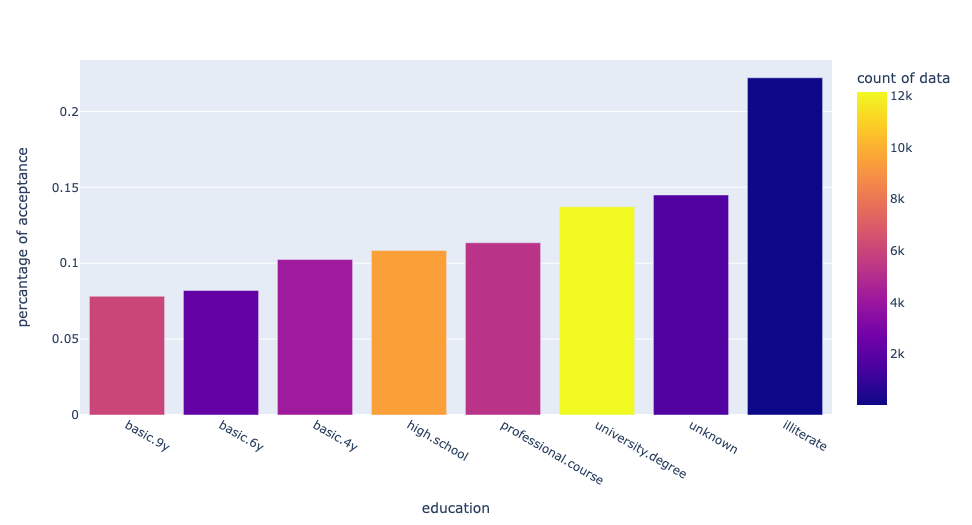 count of data
12k
10k
8k
6k
4k
2k
percantage of acceptance
0.2
0.15
0.1
0.05
0
basic.9y
basic.6y
basic.4y
high.school
professional.course
university.degree
unknown
illiterate
education